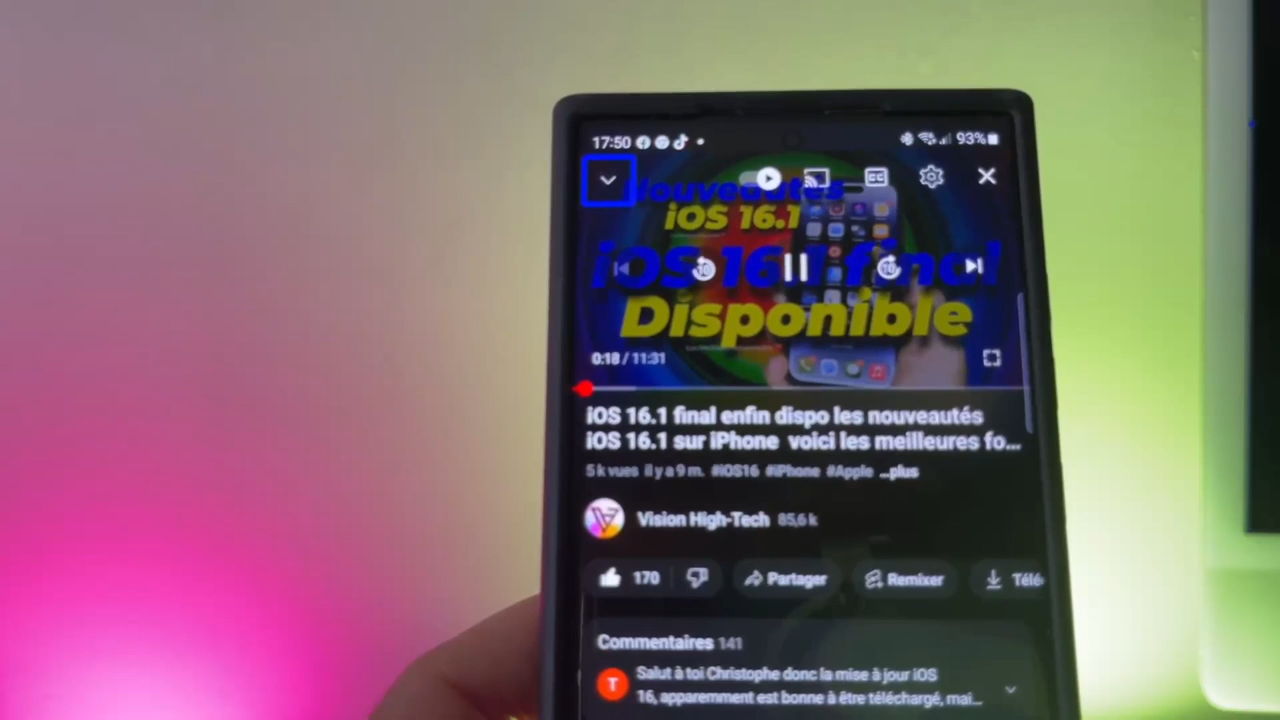 17:50 93%
Nouveautés
iOS 16.1
iOS 16.1 final
Disponible
0:18 / 11:31
iOS 16.1 final enfin dispo les nouveautés
iOS 16.1 sur iPhone voici les meilleures fo...
5 k vues il y a 9 m. #iOS16 #iPhone #Apple ...plus
Vision High-Tech 85,6 k
170 Partager Remixer Télé
Commentaires 141
Salut à toi Christophe donc la mise à jour iOS
16, apparemment est bonne à être téléchargé, mai...